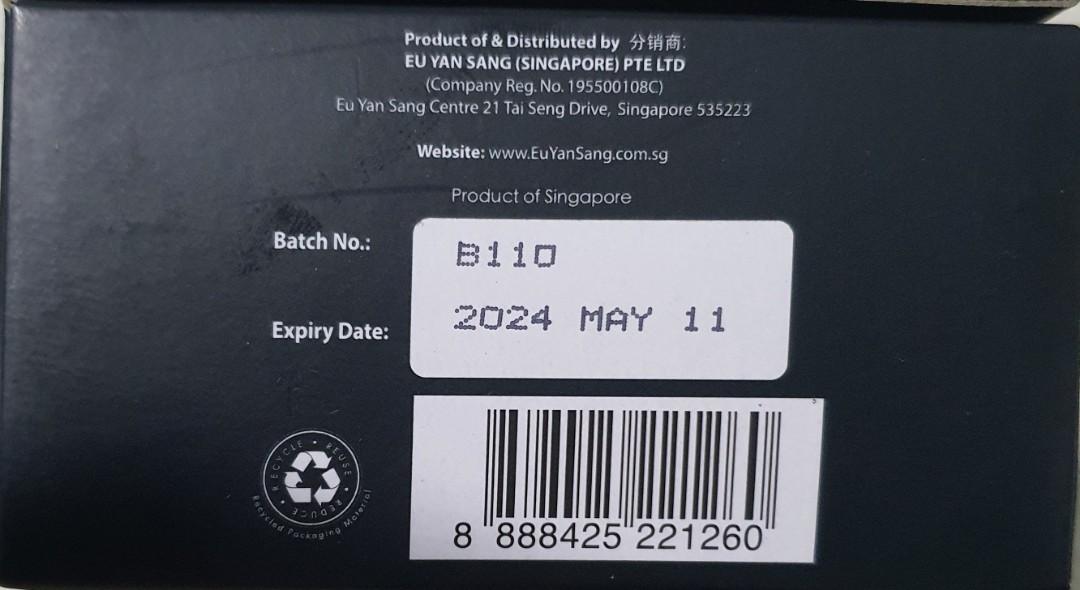 Product of & Distributed by 分销商:
EU YAN SANG (SINGAPORE) PTE LTD
(Company Reg. No. 195500108C)
Eu Yan Sang Centre 21 Tai Seng Drive, Singapore 535223
Website: www.EuYanSang.com.sg
Product of Singapore
Batch No.: B110
Expiry Date: 2024 MAY 11
RECYCLE • REUSE • REDUCE •
Recycled Packaging Material
5
8 888425 221260